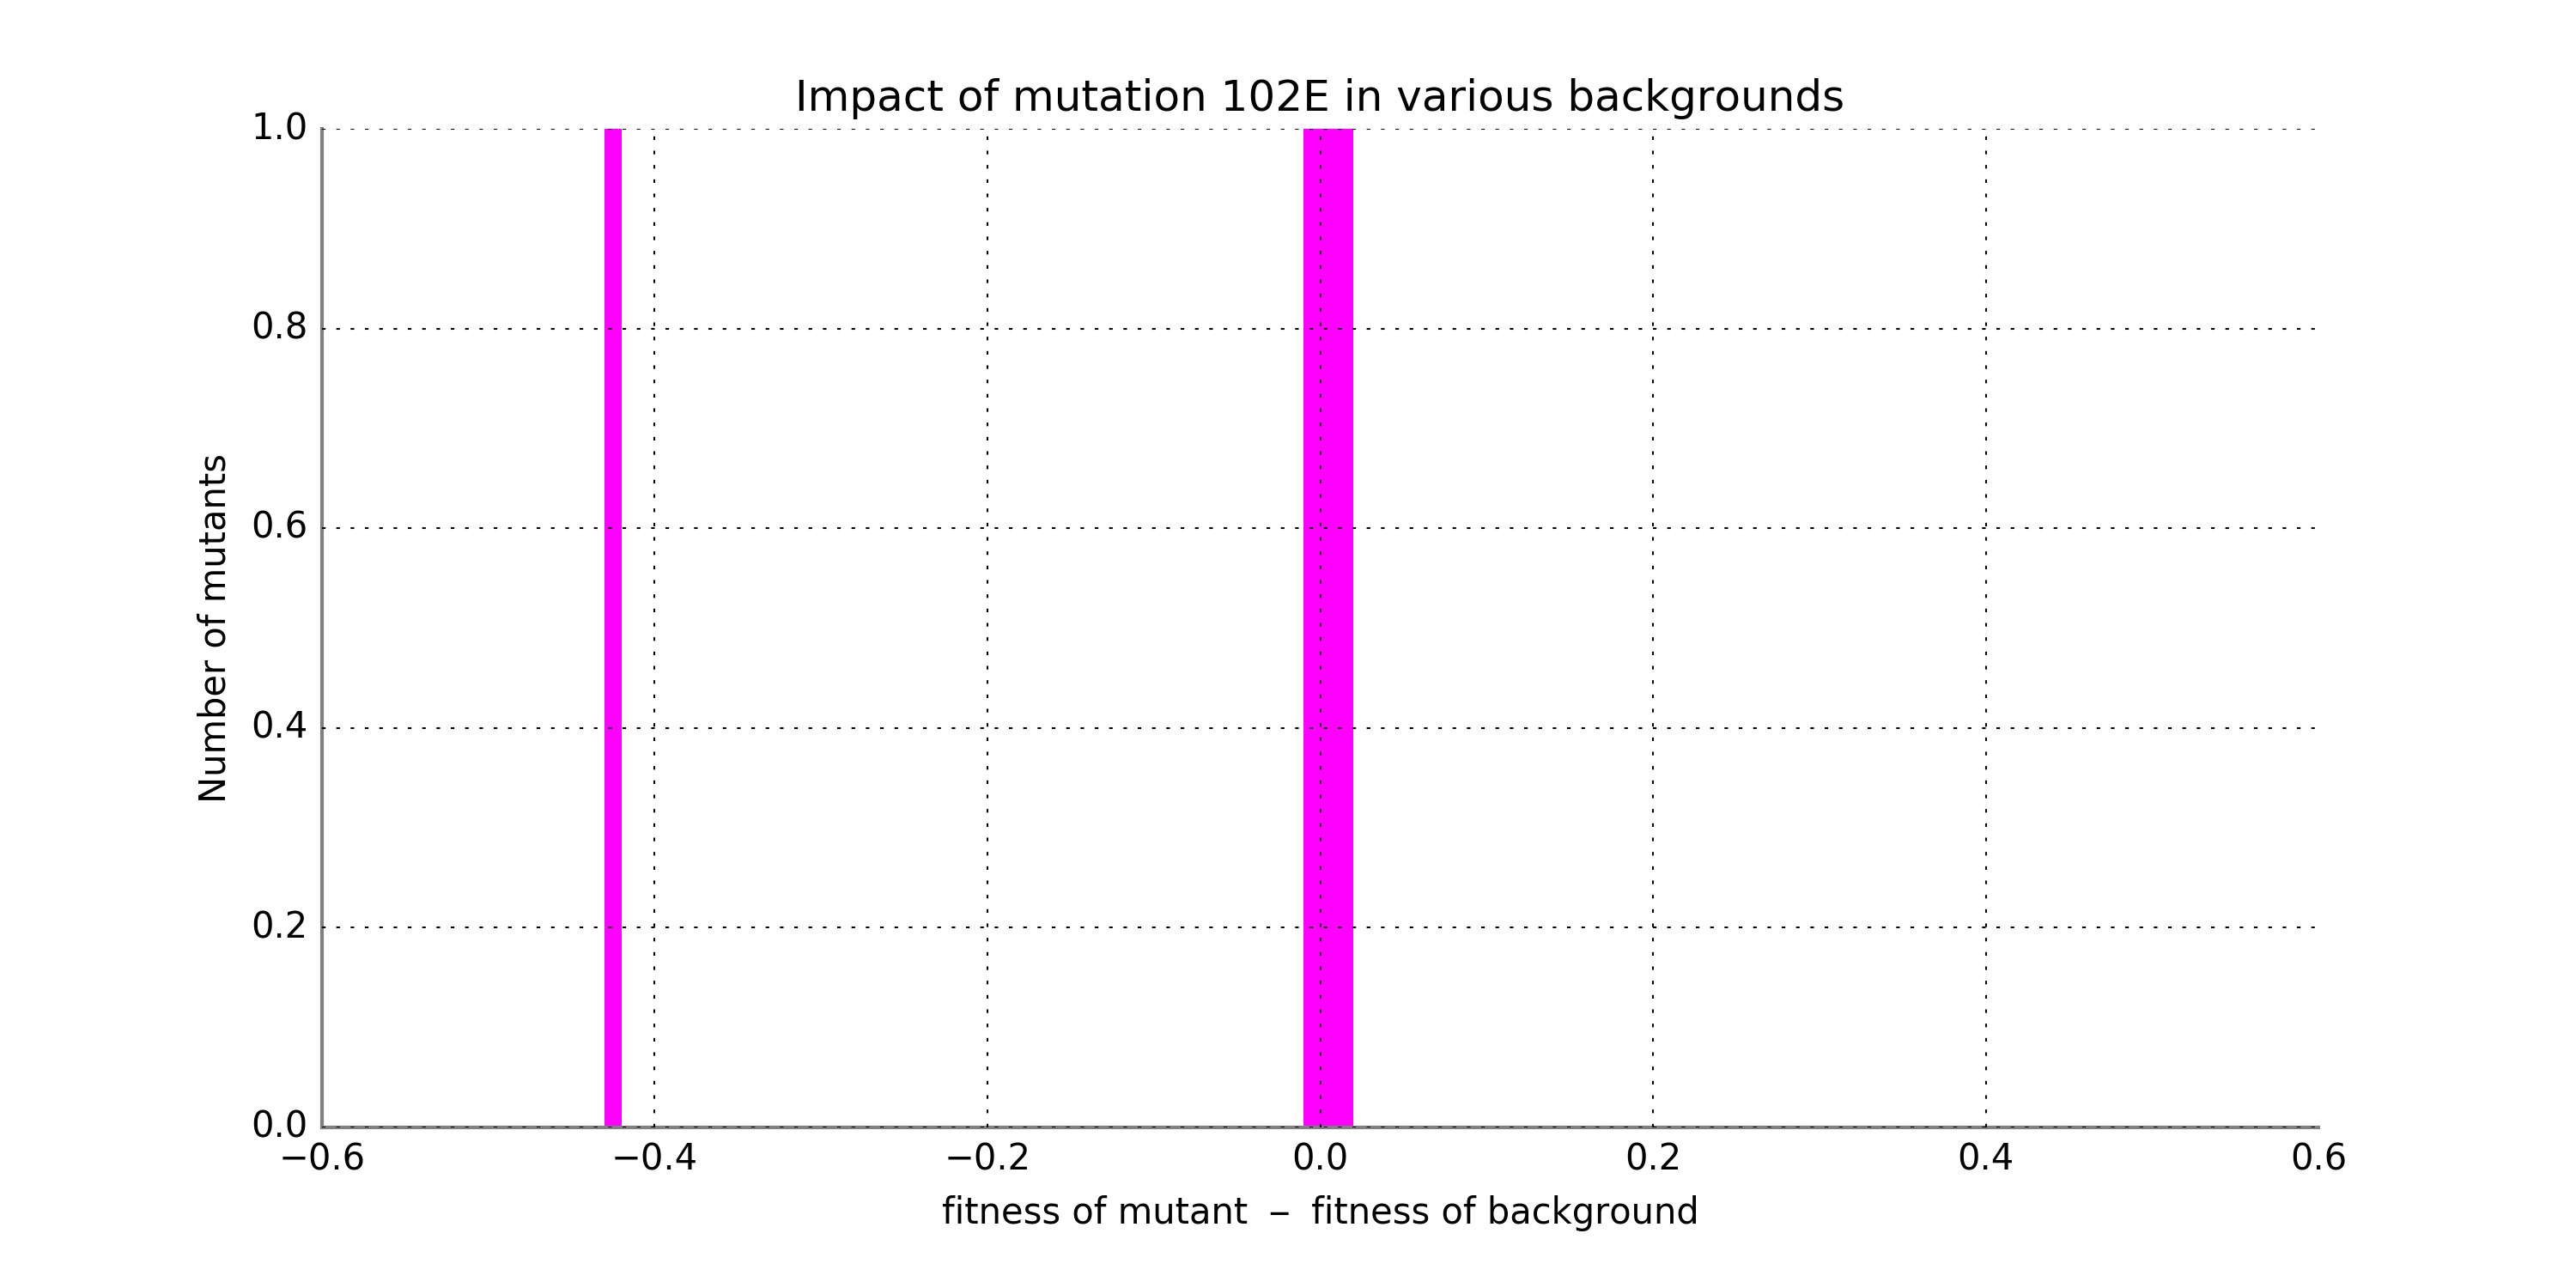 Impact of mutation 102E in various backgrounds
1.0
0.8
0.6
0.4
0.2
0.0
Number of mutants
−0.6 −0.4 −0.2 0.0 0.2 0.4 0.6
fitness of mutant − fitness of background